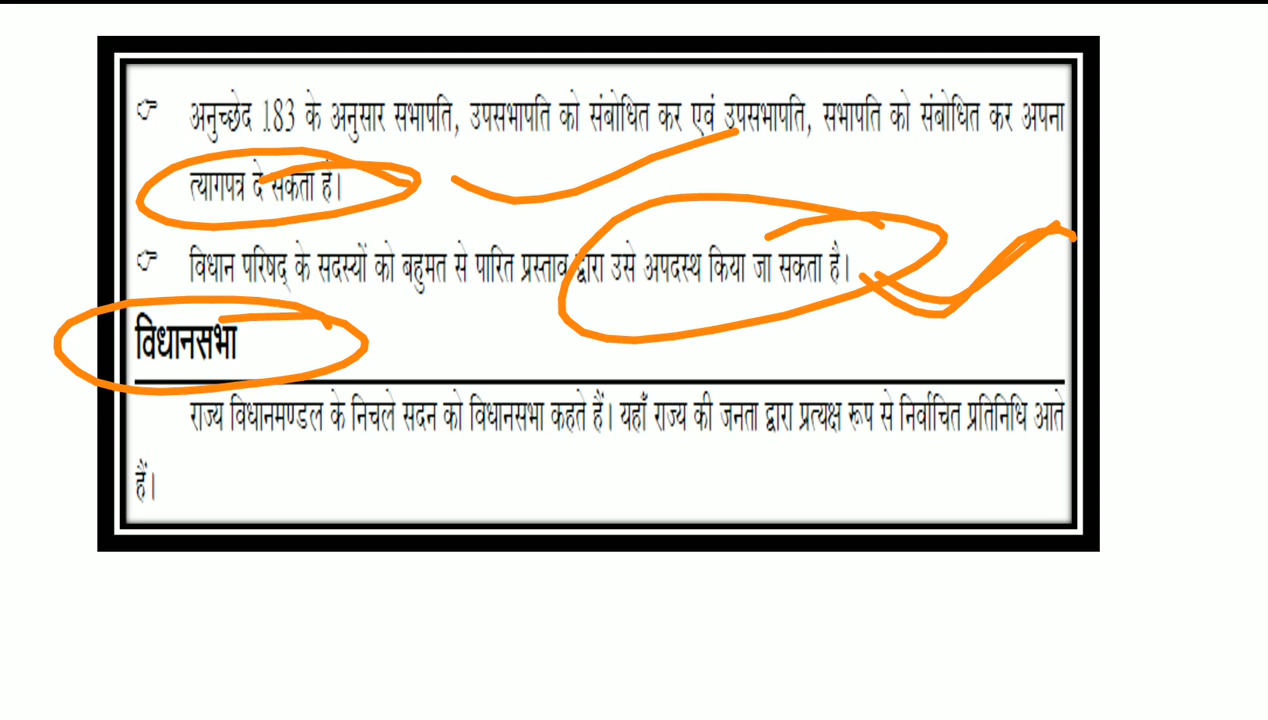 ☞ अनुच्छेद 183 के अनुसार सभापति, उपसभापति को संबोधित कर एवं उपसभापति, सभापति को संबोधित कर अपना
त्यागपत्र दे सकता है।
☞ विधान परिषद् के सदस्यों को बहुमत से पारित प्रस्ताव द्वारा उसे अपदस्थ किया जा सकता है।
विधानसभा
राज्य विधानमण्डल के निचले सदन को विधानसभा कहते हैं। यहाँ राज्य की जनता द्वारा प्रत्यक्ष रूप से निर्वाचित प्रतिनिधि आते
हैं।